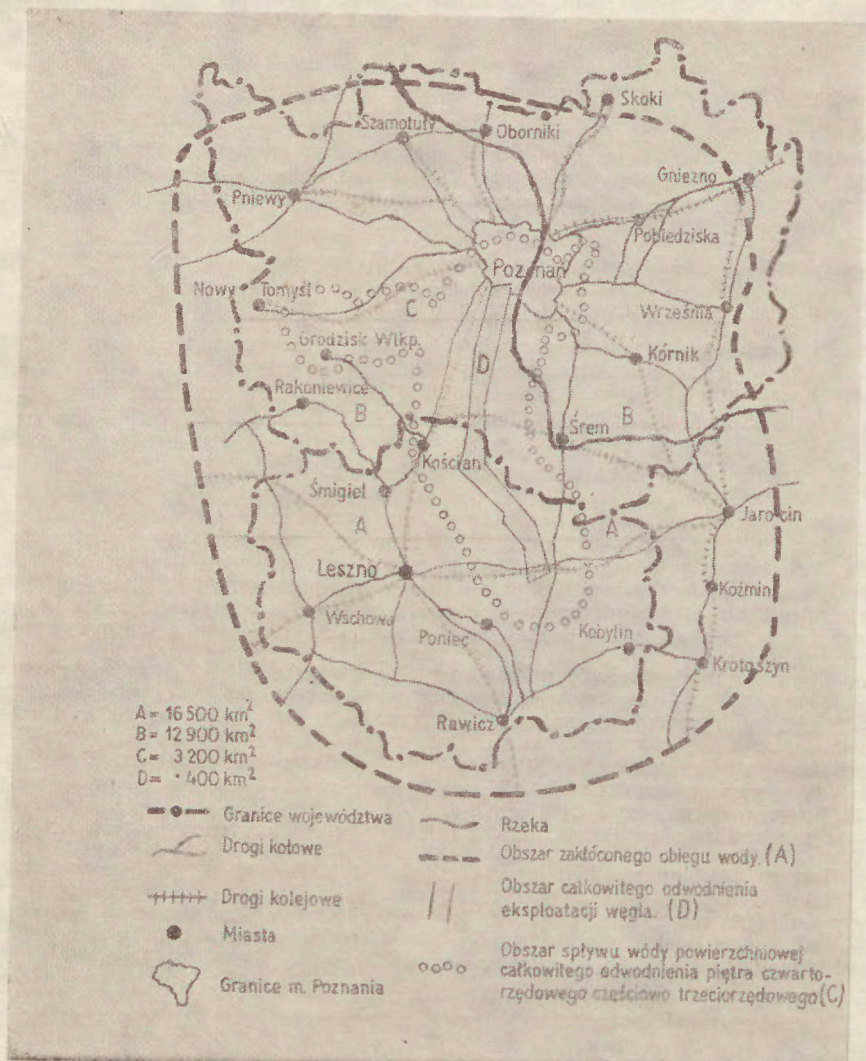 Skoki
Szamotuły
Oborniki
Gniezno
Pniewy
Pobiedziska
Poznań
Nowy Tomyśl
C
Września
Grodzisk Wlkp.
D
Kórnik
Rakoniewice
B
B
Śrem
Kościan
Śmigiel
A
A
Jarocin
Leszno
Koźmin
Wschowa
Poniec
Kobylin
Krotoszyn
Rawicz
A= 16 500 km²
B= 12 900 km²
C= 3 200 km²
D= 400 km²
Granice województwa
Drogi kołowe
Drogi kolejowe
Miasta
Granice m. Poznania
Rzeka
Obszar zakłóconego obiegu wody. (A)
Obszar całkowitego odwodnienia
eksploatacji węgla. (D)
Obszar spływu wody powierzchniowej
całkowitego odwodnienia piętra czwarto-
rzędowego częściowo trzeciorzędowego (C)